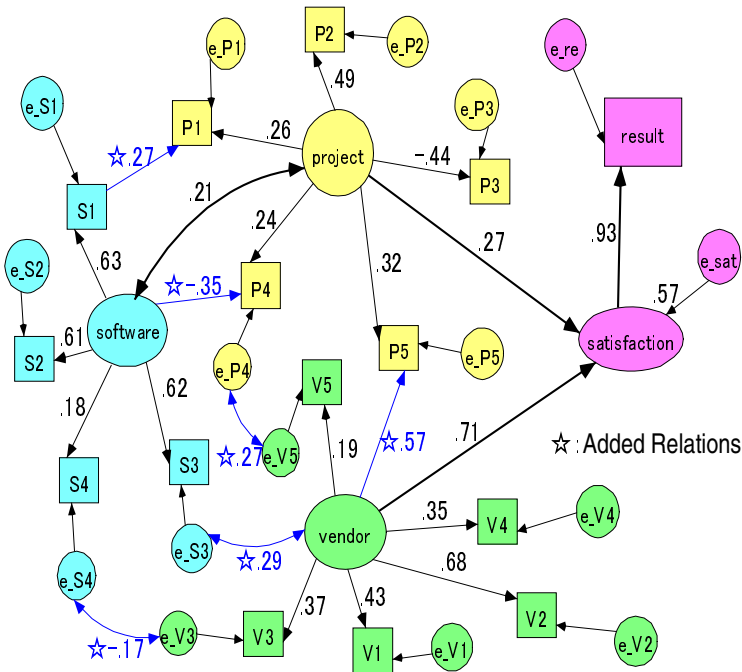 P2
e_P1
e_P2
e_re
e_S1
.49
e_P3
P1
.26
result
☆.27
project
-.44
P3
S1
.21
.24
.27
.93
e_S2
.63
e_sat
☆-.35
P4
.32
.57
software
S2
.61
P5
satisfaction
e_P4
e_P5
.62
V5
.18
☆.57
.71
☆: Added Relations
☆.27
e_V5
.19
S3
S4
.35
e_V4
vendor
V4
e_S3
☆.29
.68
e_S4
.37
.43
V2
e_V3
V3
e_V2
☆-.17
V1
e_V1